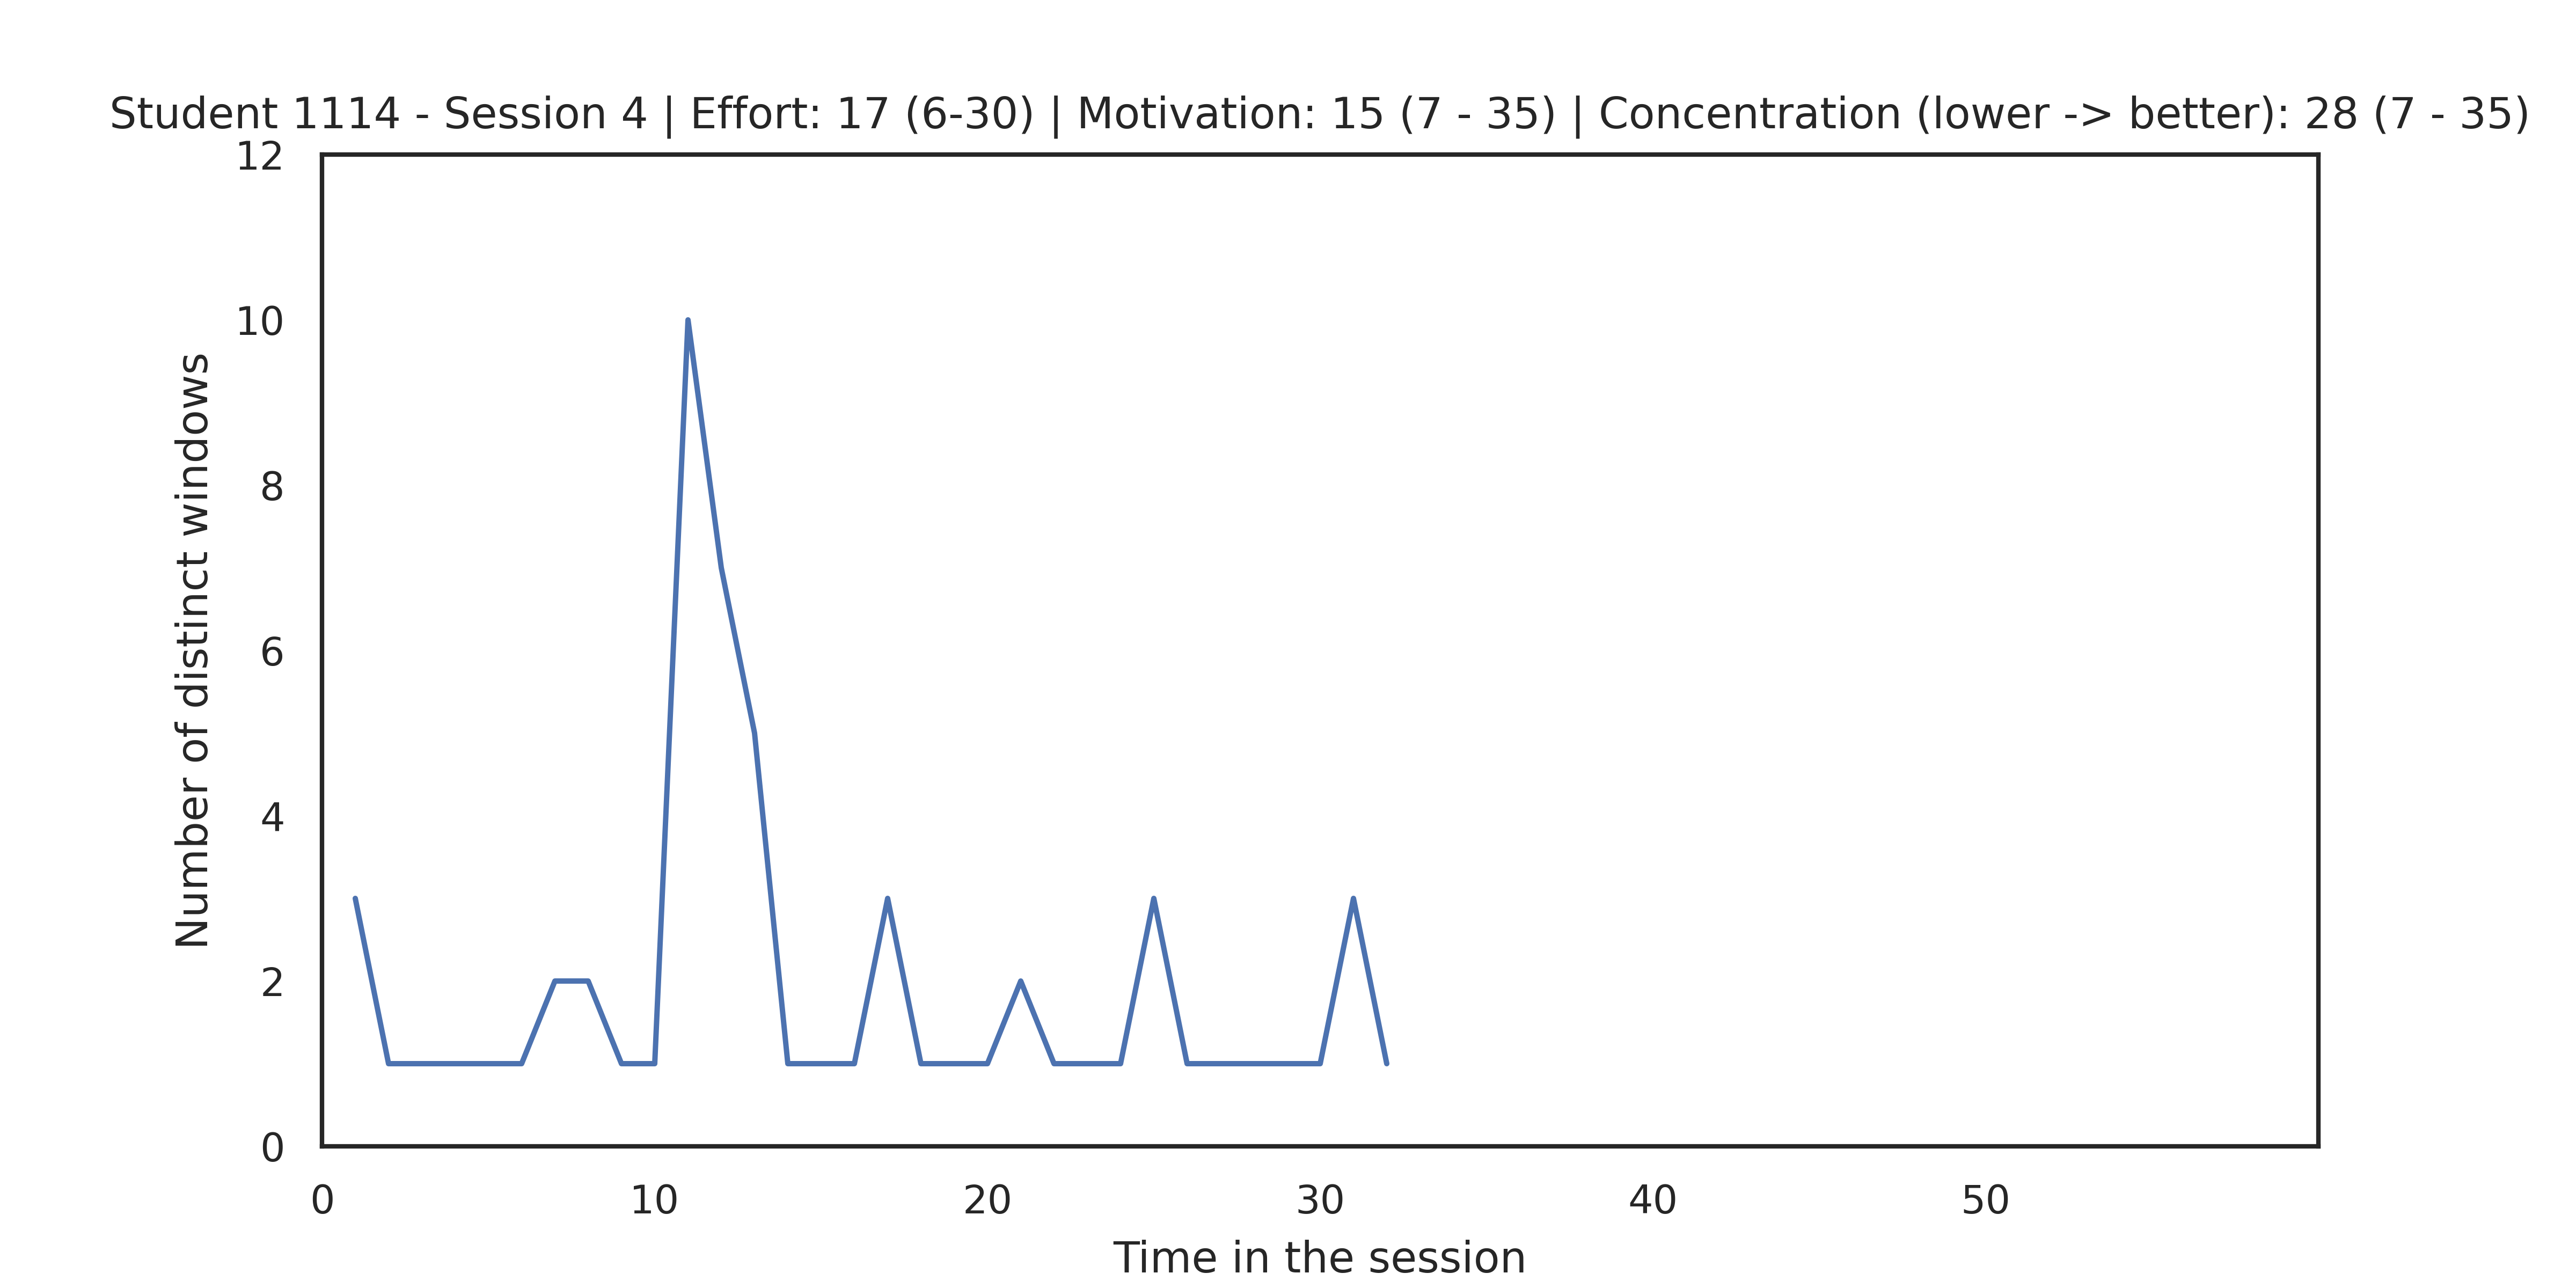 Student 1114 - Session 4 | Effort: 17 (6-30) | Motivation: 15 (7 - 35) | Concentration (lower -> better): 28 (7 - 35)
12
10
8
6
4
2
0
Number of distinct windows
0 10 20 30 40 50
Time in the session